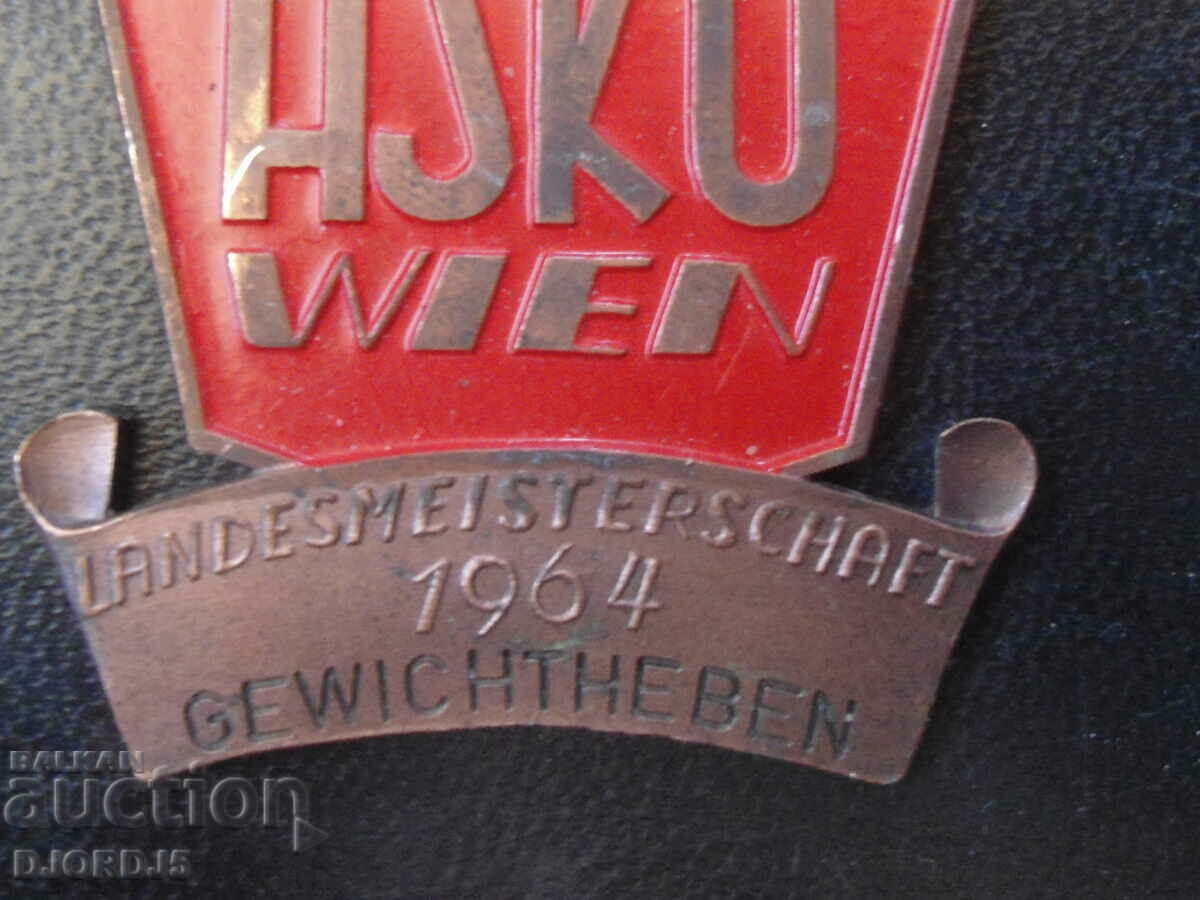 ASKÖ
WIEN
LANDESMEISTERSCHAFT
1964
GEWICHTHEBEN
BALKAN
auction
DJORDJ5